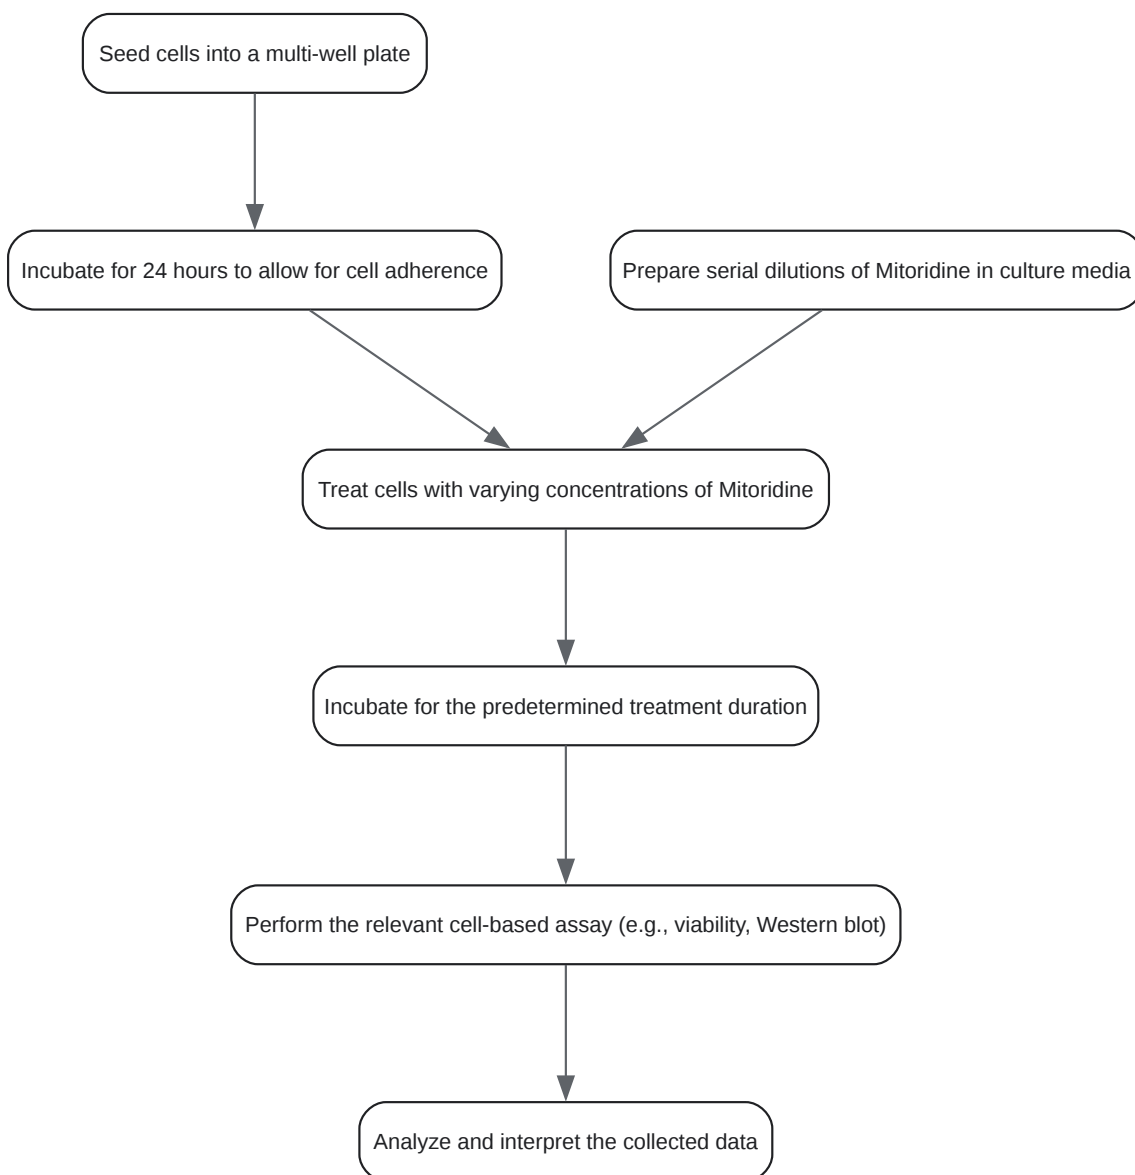 Seed cells into a multi-well plate
Incubate for 24 hours to allow for cell adherence
Prepare serial dilutions of Mitoridine in culture media
Treat cells with varying concentrations of Mitoridine
Incubate for the predetermined treatment duration
Perform the relevant cell-based assay (e.g., viability, Western blot)
Analyze and interpret the collected data